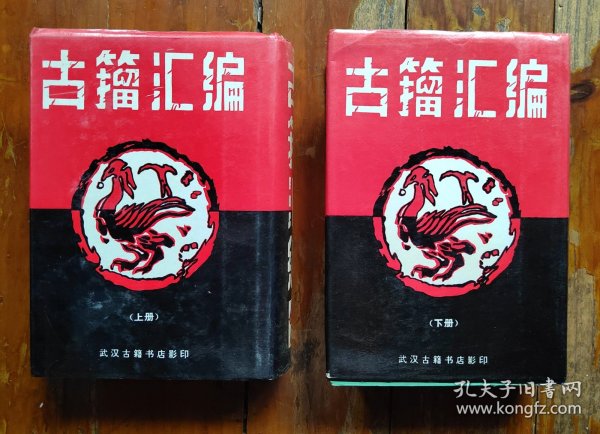 古籀汇编
（上册）
武汉古籍书店影印
古籀汇编
（下册）
武汉古籍书店影印
孔夫子旧书网
www.kongfz.com